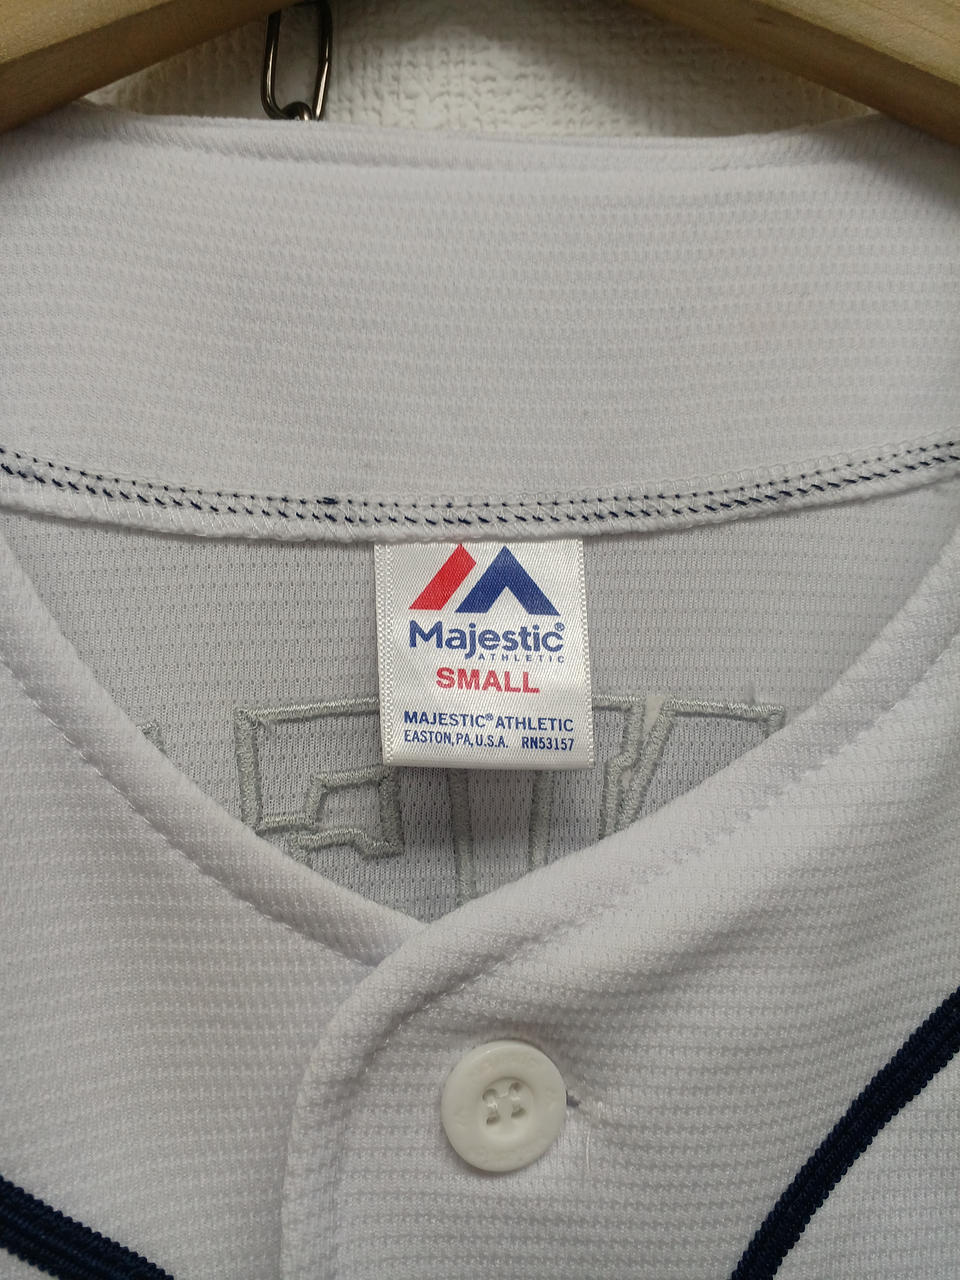 Majestic®
ATHLETIC
SMALL
MAJESTIC® ATHLETIC
EASTON, PA, U.S.A. RN53157